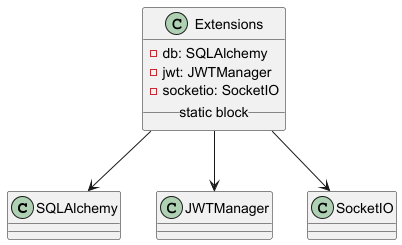 C Extensions
db: SQLAlchemy
jwt: JWTManager
socketio: SocketIO
static block
C SQLAlchemy
C JWTManager
C SocketIO